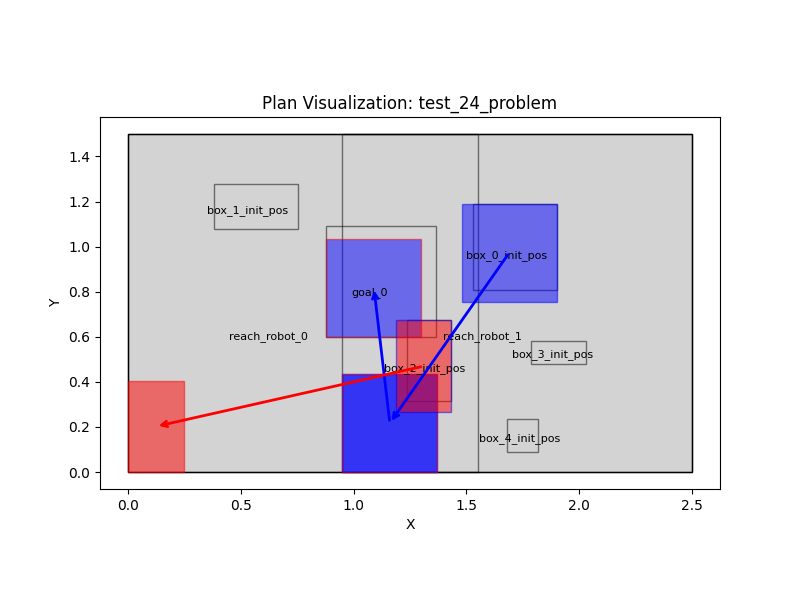 Plan Visualization: test_24_problem
1.4
1.2
1.0
0.8
0.6
0.4
0.2
0.0
Y
box_1_init_pos
box_0_init_pos
goal_0
reach_robot_0
reach_robot_1
box_3_init_pos
box_2_init_pos
box_4_init_pos
0.0 0.5 1.0 1.5 2.0 2.5
X